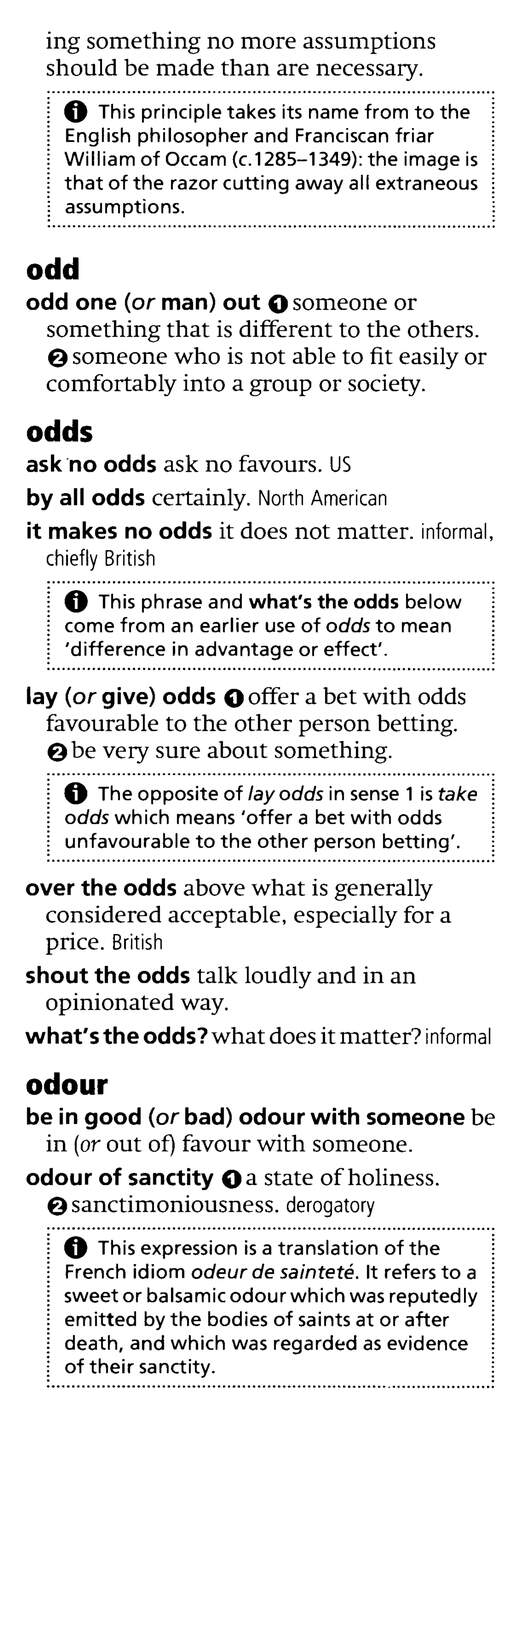 ing something no more assumptions
should be made than are necessary.
ⓘ This principle takes its name from to the
English philosopher and Franciscan friar
William of Occam (c.1285–1349): the image is
that of the razor cutting away all extraneous
assumptions.
odd
odd one (or man) out ❶ someone or
something that is different to the others.
❷ someone who is not able to fit easily or
comfortably into a group or society.
odds
ask no odds ask no favours. US
by all odds certainly. North American
it makes no odds it does not matter. informal,
chiefly British
ⓘ This phrase and what's the odds below
come from an earlier use of odds to mean
'difference in advantage or effect'.
lay (or give) odds ❶ offer a bet with odds
favourable to the other person betting.
❷ be very sure about something.
ⓘ The opposite of lay odds in sense 1 is take
odds which means 'offer a bet with odds
unfavourable to the other person betting'.
over the odds above what is generally
considered acceptable, especially for a
price. British
shout the odds talk loudly and in an
opinionated way.
what's the odds? what does it matter? informal
odour
be in good (or bad) odour with someone be
in (or out of) favour with someone.
odour of sanctity ❶ a state of holiness.
❷ sanctimoniousness. derogatory
ⓘ This expression is a translation of the
French idiom odeur de sainteté. It refers to a
sweet or balsamic odour which was reputedly
emitted by the bodies of saints at or after
death, and which was regarded as evidence
of their sanctity.